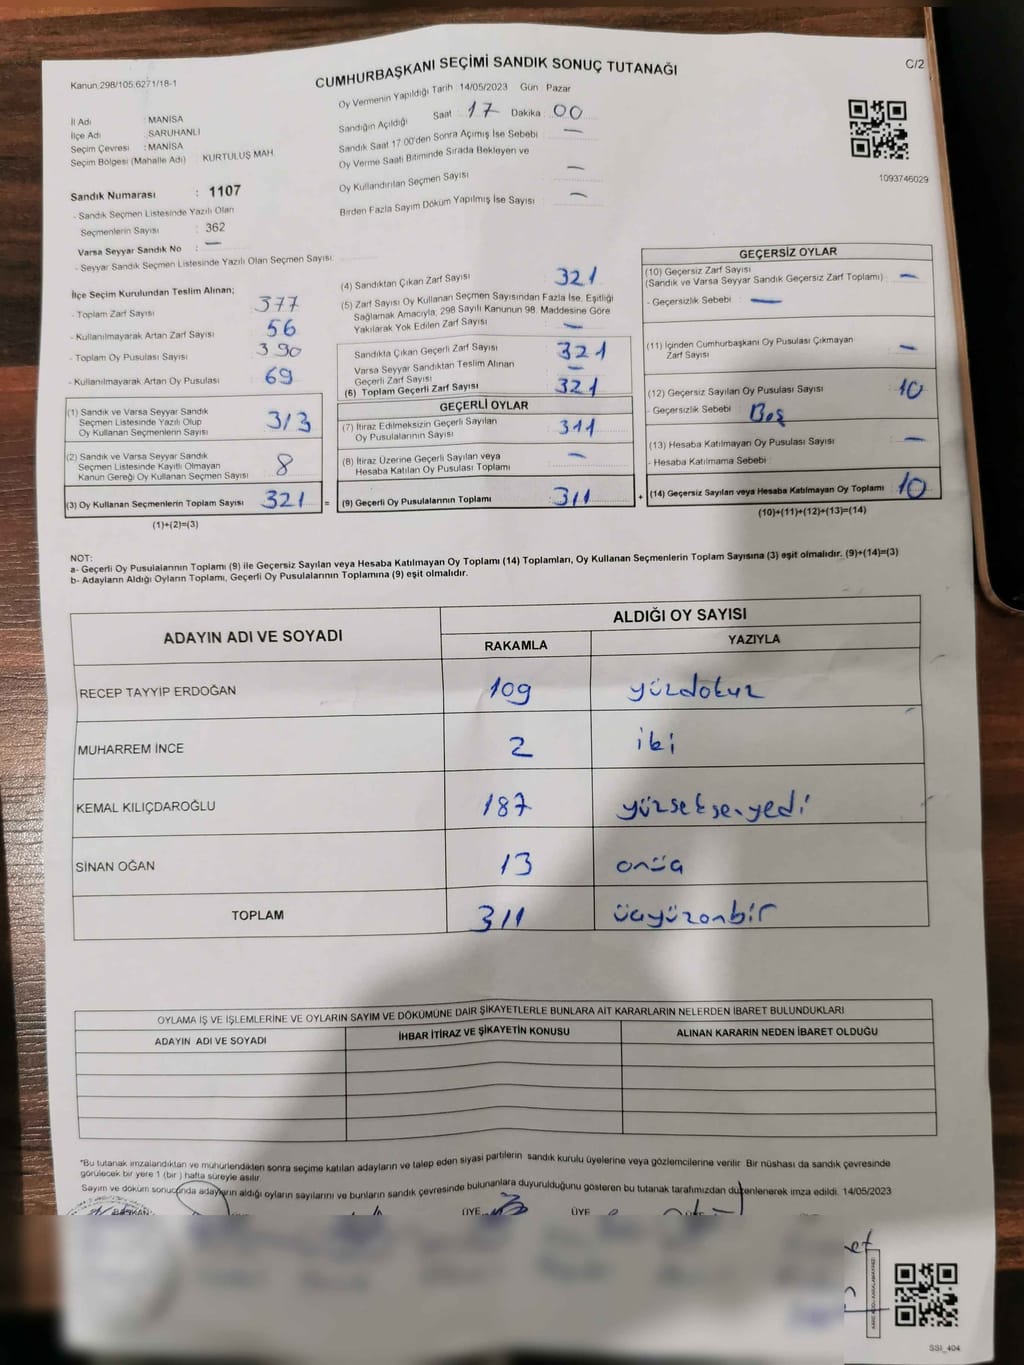 CUMHURBAŞKANI SEÇİMİ SANDIK SONUÇ TUTANAĞI
C/2
Kanun:298/105,6271/18-1
Oy Vermenin Yapıldığı Tarih : 14/05/2023 Gün : Pazar
İl Adı : MANİSA
İlçe Adı : SARUHANLI
Seçim Çevresi : MANİSA
Seçim Bölgesi (Mahalle Adı) KURTULUŞ MAH.
Sandığın Açıldığı Saat : 17 Dakika : 00
Sandık Saat 17:00'den Sonra Açmış İse Sebebi : —
Oy Verme Saati Bitiminde Sırada Bekleyen ve
Oy Kullandırılan Seçmen Sayısı : —
Birden Fazla Sayım Döküm Yapılmış İse Sayısı : —
1093746029
Sandık Numarası : 1107
- Sandık Seçmen Listesinde Yazılı Olan
Seçmenlerin Sayısı : 362
Varsa Seyyar Sandık No : —
- Seyyar Sandık Seçmen Listesinde Yazılı Olan Seçmen Sayısı:
İlçe Seçim Kurulundan Teslim Alınan;
- Toplam Zarf Sayısı 377
- Kullanılmayarak Artan Zarf Sayısı 56
- Toplam Oy Pusulası Sayısı 390
- Kullanılmayarak Artan Oy Pusulası 69
(1) Sandık ve Varsa Seyyar Sandık
Seçmen Listesinde Yazılı Olup
Oy Kullanan Seçmenlerin Sayısı 313
(2) Sandık ve Varsa Seyyar Sandık
Seçmen Listesinde Kayıtlı Olmayan
Kanun Gereği Oy Kullanan Seçmen Sayısı 8
(3) Oy Kullanan Seçmenlerin Toplam Sayısı 321 =
(1)+(2)=(3)
(4) Sandıktan Çıkan Zarf Sayısı 321
(5) Zarf Sayısı Oy Kullanan Seçmen Sayısından Fazla İse, Eşitliği
Sağlamak Amacıyla, 298 Sayılı Kanunun 98. Maddesine Göre
Yakılarak Yok Edilen Zarf Sayısı —
Sandıkta Çıkan Geçerli Zarf Sayısı 321
Varsa Seyyar Sandıktan Teslim Alınan
Geçerli Zarf Sayısı —
(6) Toplam Geçerli Zarf Sayısı 321
GEÇERLİ OYLAR
(7) İtiraz Edilmeksizin Geçerli Sayılan
Oy Pusulalarının Sayısı 311
(8) İtiraz Üzerine Geçerli Sayılan veya
Hesaba Katılan Oy Pusulası Toplamı —
(9) Geçerli Oy Pusulalarının Toplamı 311 +
GEÇERSİZ OYLAR
(10) Geçersiz Zarf Sayısı
(Sandık ve Varsa Seyyar Sandık Geçersiz Zarf Toplamı) —
- Geçersizlik Sebebi : —
(11) İçinden Cumhurbaşkanı Oy Pusulası Çıkmayan
Zarf Sayısı —
(12) Geçersiz Sayılan Oy Pusulası Sayısı 10
- Geçersizlik Sebebi : Boş
(13) Hesaba Katılmayan Oy Pusulası Sayısı —
- Hesaba Katılmama Sebebi :
(14) Geçersiz Sayılan veya Hesaba Katılmayan Oy Toplamı 10
(10)+(11)+(12)+(13)=(14)
NOT:
a- Geçerli Oy Pusulalarının Toplamı (9) ile Geçersiz Sayılan veya Hesaba Katılmayan Oy Toplamı (14) Toplamları, Oy Kullanan Seçmenlerin Toplam Sayısına (3) eşit olmalıdır. (9)+(14)=(3)
b- Adayların Aldığı Oyların Toplamı, Geçerli Oy Pusulalarının Toplamına (9) eşit olmalıdır.
ADAYIN ADI VE SOYADI
ALDIĞI OY SAYISI
RAKAMLA YAZIYLA
RECEP TAYYİP ERDOĞAN 109 yüzdokuz
MUHARREM İNCE 2 iki
KEMAL KILIÇDAROĞLU 187 yüzseksenyedi
SİNAN OĞAN 13 onüç
TOPLAM 311 üçyüzonbir
OYLAMA İŞ VE İŞLEMLERİNE VE OYLARIN SAYIM VE DÖKÜMÜNE DAİR ŞİKAYETLERLE BUNLARA AİT KARARLARIN NELERDEN İBARET BULUNDUKLARI
ADAYIN ADI VE SOYADI İHBAR İTİRAZ VE ŞİKAYETİN KONUSU ALINAN KARARIN NEDEN İBARET OLDUĞU
*Bu tutanak imzalandıktan ve mühürlendikten sonra seçime katılan adayların ve talep eden siyasi partilerin sandık kurulu üyelerine veya gözlemcilerine verilir. Bir nüshası da sandık çevresinde
görülecek bir yere 1 (bir) hafta süreyle asılır.
Sayım ve döküm sonucunda adayların aldığı oyların sayılarını ve bunların sandık çevresinde bulunanlara duyurulduğunu gösteren bu tutanak tarafımızdan düzenlenerek imza edildi. 14/05/2023
BAŞKAN ÜYE ÜYE
SSI_404